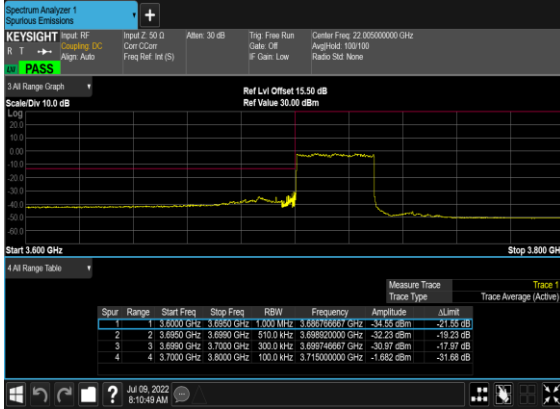 Spectrum Analyzer 1
Spurious Emissions
+
KEYSIGHT Input: RF Input Z: 50 Ω Atten: 30 dB Trig: Free Run Center Freq: 22.005000000 GHz
R T Coupling: DC Corr CCorr Gate: Off Avg|Hold: 100/100
Align: Auto Freq Ref: Int (S) IF Gain: Low Radio Std: None
PASS
3 All Range Graph
Ref Lvl Offset 15.50 dB
Scale/Div 10.0 dB Ref Value 30.00 dBm
Log
20.0
10.0
0.00
-10.0
-20.0
-30.0
-40.0
-50.0
-60.0
Start 3.600 GHz Stop 3.800 GH
4 All Range Table
Measure Trace Trace 1
Trace Type Trace Average (Active)
Spur Range Start Freq Stop Freq RBW Frequency Amplitude ΔLimit
1 1 3.6000 GHz 3.6950 GHz 1.000 MHz 3.686766667 GHz -34.55 dBm -21.55 dB
2 2 3.6950 GHz 3.6990 GHz 510.0 kHz 3.698920000 GHz -32.23 dBm -19.23 dB
3 3 3.6990 GHz 3.7000 GHz 300.0 kHz 3.699746667 GHz -30.97 dBm -17.97 dB
4 4 3.7000 GHz 3.8000 GHz 100.0 kHz 3.715000000 GHz -1.682 dBm -31.68 dB
? Jul 09, 2022
8:10:49 AM